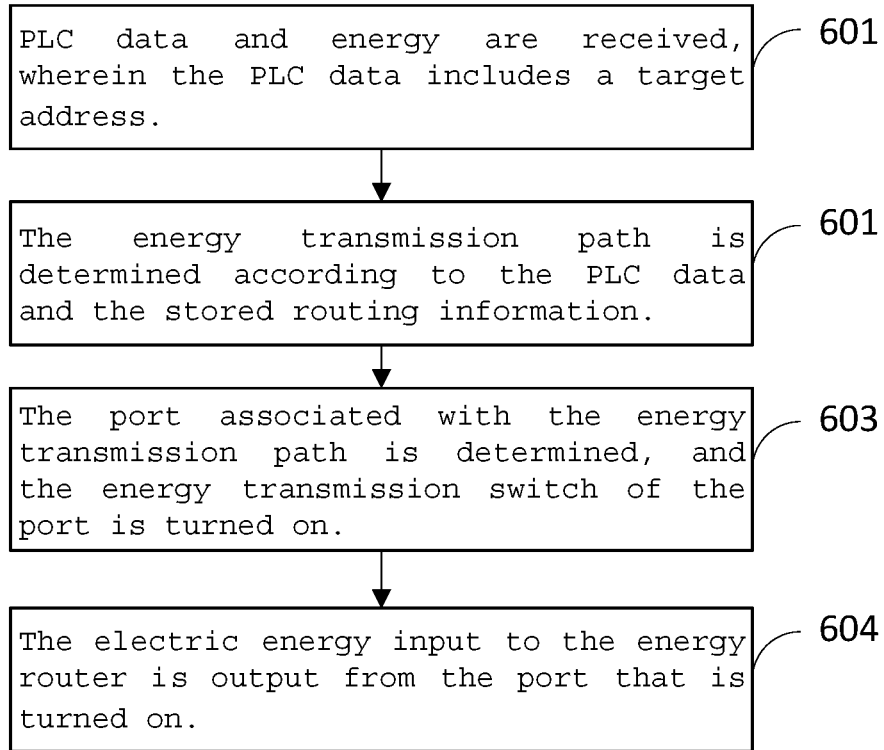 PLC data and energy are received,
wherein the PLC data includes a target
address.
601
The energy transmission path is
determined according to the PLC data
and the stored routing information.
601
The port associated with the energy
transmission path is determined, and
the energy transmission switch of the
port is turned on.
603
The electric energy input to the energy
router is output from the port that is
turned on.
604